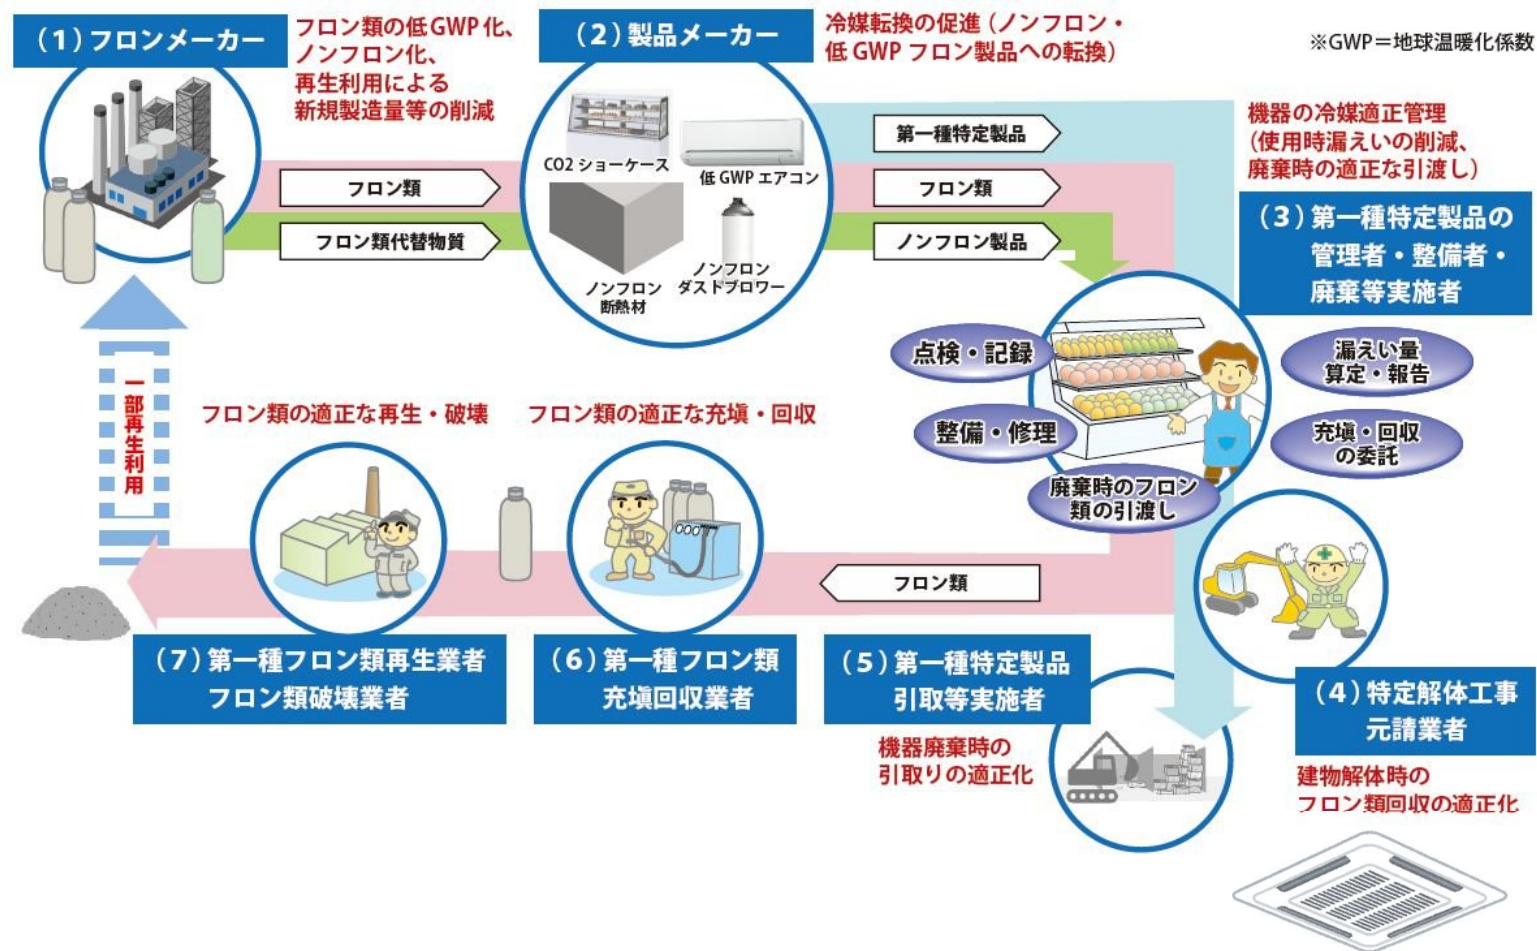 (1)フロンメーカー
フロン類の低GWP化、
ノンフロン化、
再生利用による
新規製造量等の削減
(2)製品メーカー
冷媒転換の促進(ノンフロン・
低GWPフロン製品への転換)
※GWP=地球温暖化係数
CO2ショーケース
低GWPエアコン
ノンフロン
断熱材
ノンフロン
ダストブロワー
フロン類
フロン類代替物質
第一種特定製品
フロン類
ノンフロン製品
機器の冷媒適正管理
(使用時漏えいの削減、
廃棄時の適正な引渡し)
(3)第一種特定製品の
管理者・整備者・
廃棄等実施者
点検・記録
整備・修理
廃棄時のフロン
類の引渡し
漏えい量
算定・報告
充塡・回収
の委託
一部再生利用
フロン類の適正な再生・破壊
フロン類の適正な充塡・回収
フロン類
(7)第一種フロン類再生業者
フロン類破壊業者
(6)第一種フロン類
充塡回収業者
(5)第一種特定製品
引取等実施者
機器廃棄時の
引取りの適正化
(4)特定解体工事
元請業者
建物解体時の
フロン類回収の適正化